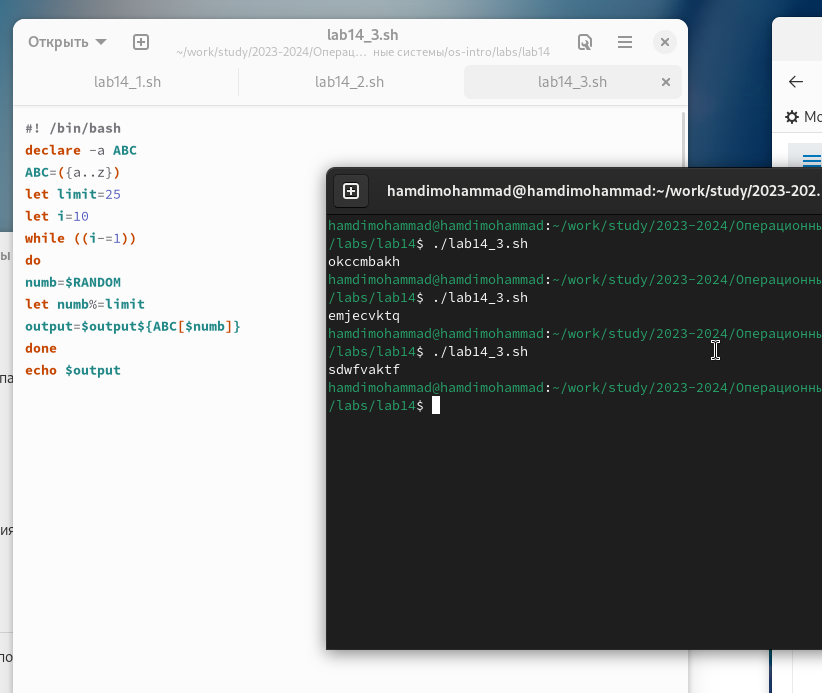 lab14_3.sh
Открыть
~/work/study/2023-2024/Операц… ные системы/os-intro/labs/lab14
lab14_1.sh
lab14_2.sh
lab14_3.sh
#! /bin/bash
declare -a ABC
ABC=({a..z})
let limit=25
let i=10
while ((i-=1))
do
numb=$RANDOM
let numb%=limit
output=$output${ABC[$numb]}
done
echo $output
hamdimohammad@hamdimohammad:~/work/study/2023-202.
hamdimohammad@hamdimohammad:~/work/study/2023-2024/Операционны
/labs/lab14$ ./lab14_3.sh
okccmbakh
hamdimohammad@hamdimohammad:~/work/study/2023-2024/Операционны
/labs/lab14$ ./lab14_3.sh
emjecvktq
hamdimohammad@hamdimohammad:~/work/study/2023-2024/Операционны
/labs/lab14$ ./lab14_3.sh
sdwfvaktf
hamdimohammad@hamdimohammad:~/work/study/2023-2024/Операционны
/labs/lab14$